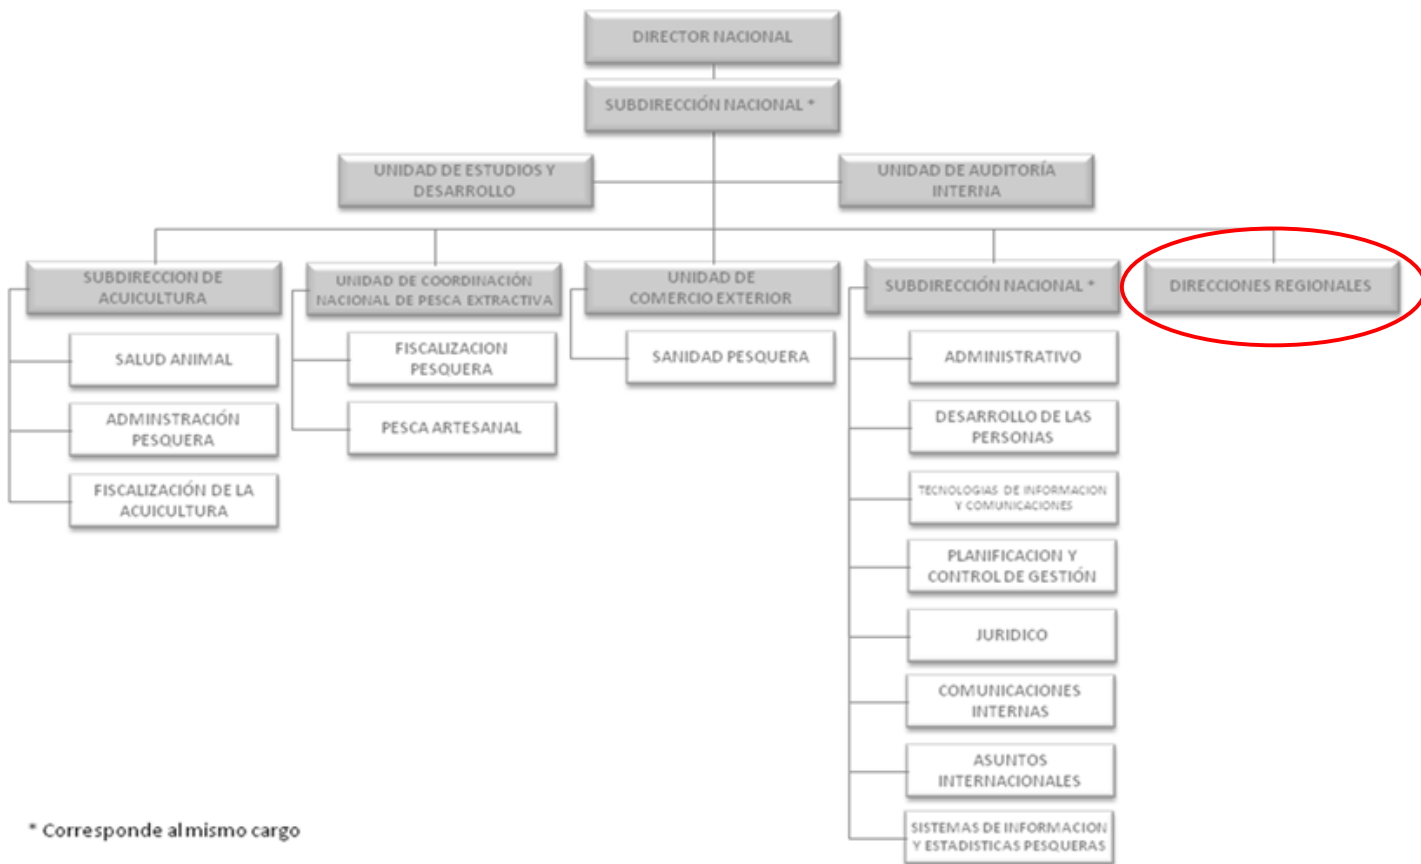 DIRECTOR NACIONAL
SUBDIRECCIÓN NACIONAL *
UNIDAD DE ESTUDIOS Y
DESARROLLO
UNIDAD DE AUDITORÍA
INTERNA
SUBDIRECCION DE
ACUICULTURA
SALUD ANIMAL
ADMINSTRACIÓN
PESQUERA
FISCALIZACIÓN DE LA
ACUICULTURA
UNIDAD DE COORDINACIÓN
NACIONAL DE PESCA EXTRACTIVA
FISCALIZACION
PESQUERA
PESCA ARTESANAL
UNIDAD DE
COMERCIO EXTERIOR
SANIDAD PESQUERA
SUBDIRECCIÓN NACIONAL *
ADMINISTRATIVO
DESARROLLO DE LAS
PERSONAS
TECNOLOGIAS DE INFORMACION
Y COMUNICACIONES
PLANIFICACION Y
CONTROL DE GESTIÓN
JURIDICO
COMUNICACIONES
INTERNAS
ASUNTOS
INTERNACIONALES
SISTEMAS DE INFORMACION
Y ESTADISTICAS PESQUERAS
DIRECCIONES REGIONALES
* Corresponde al mismo cargo